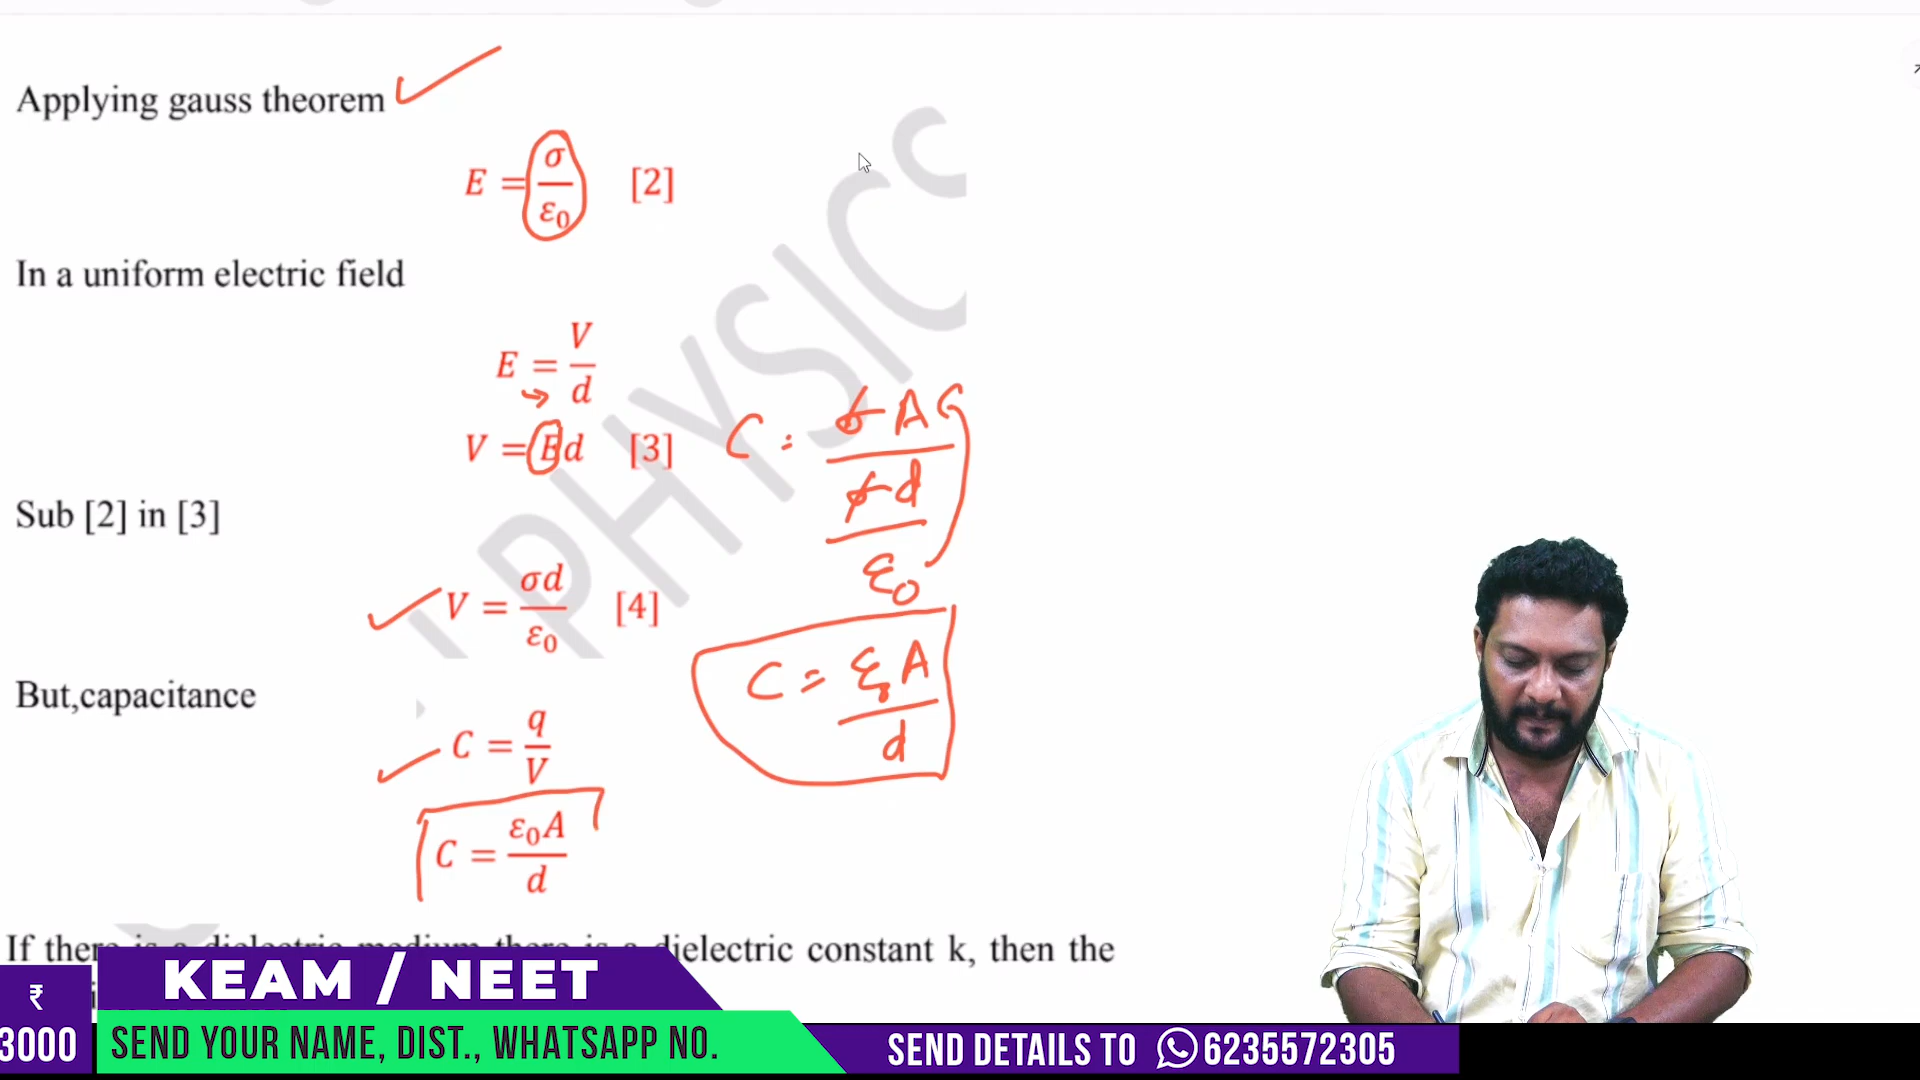 Applying gauss theorem
E = σ/ε₀ [2]
In a uniform electric field
E = V/d
V = Ed [3]
Sub [2] in [3]
V = σd/ε₀ [4]
But,capacitance
C = q/V
C = ε₀A/d
C = σA
σd
ε₀
C = ε₀A/d
PHYSICS
If there is a dielectric medium there is a dielectric constant k, then the
KEAM / NEET
₹
3000
SEND YOUR NAME, DIST., WHATSAPP NO.
SEND DETAILS TO 6235572305